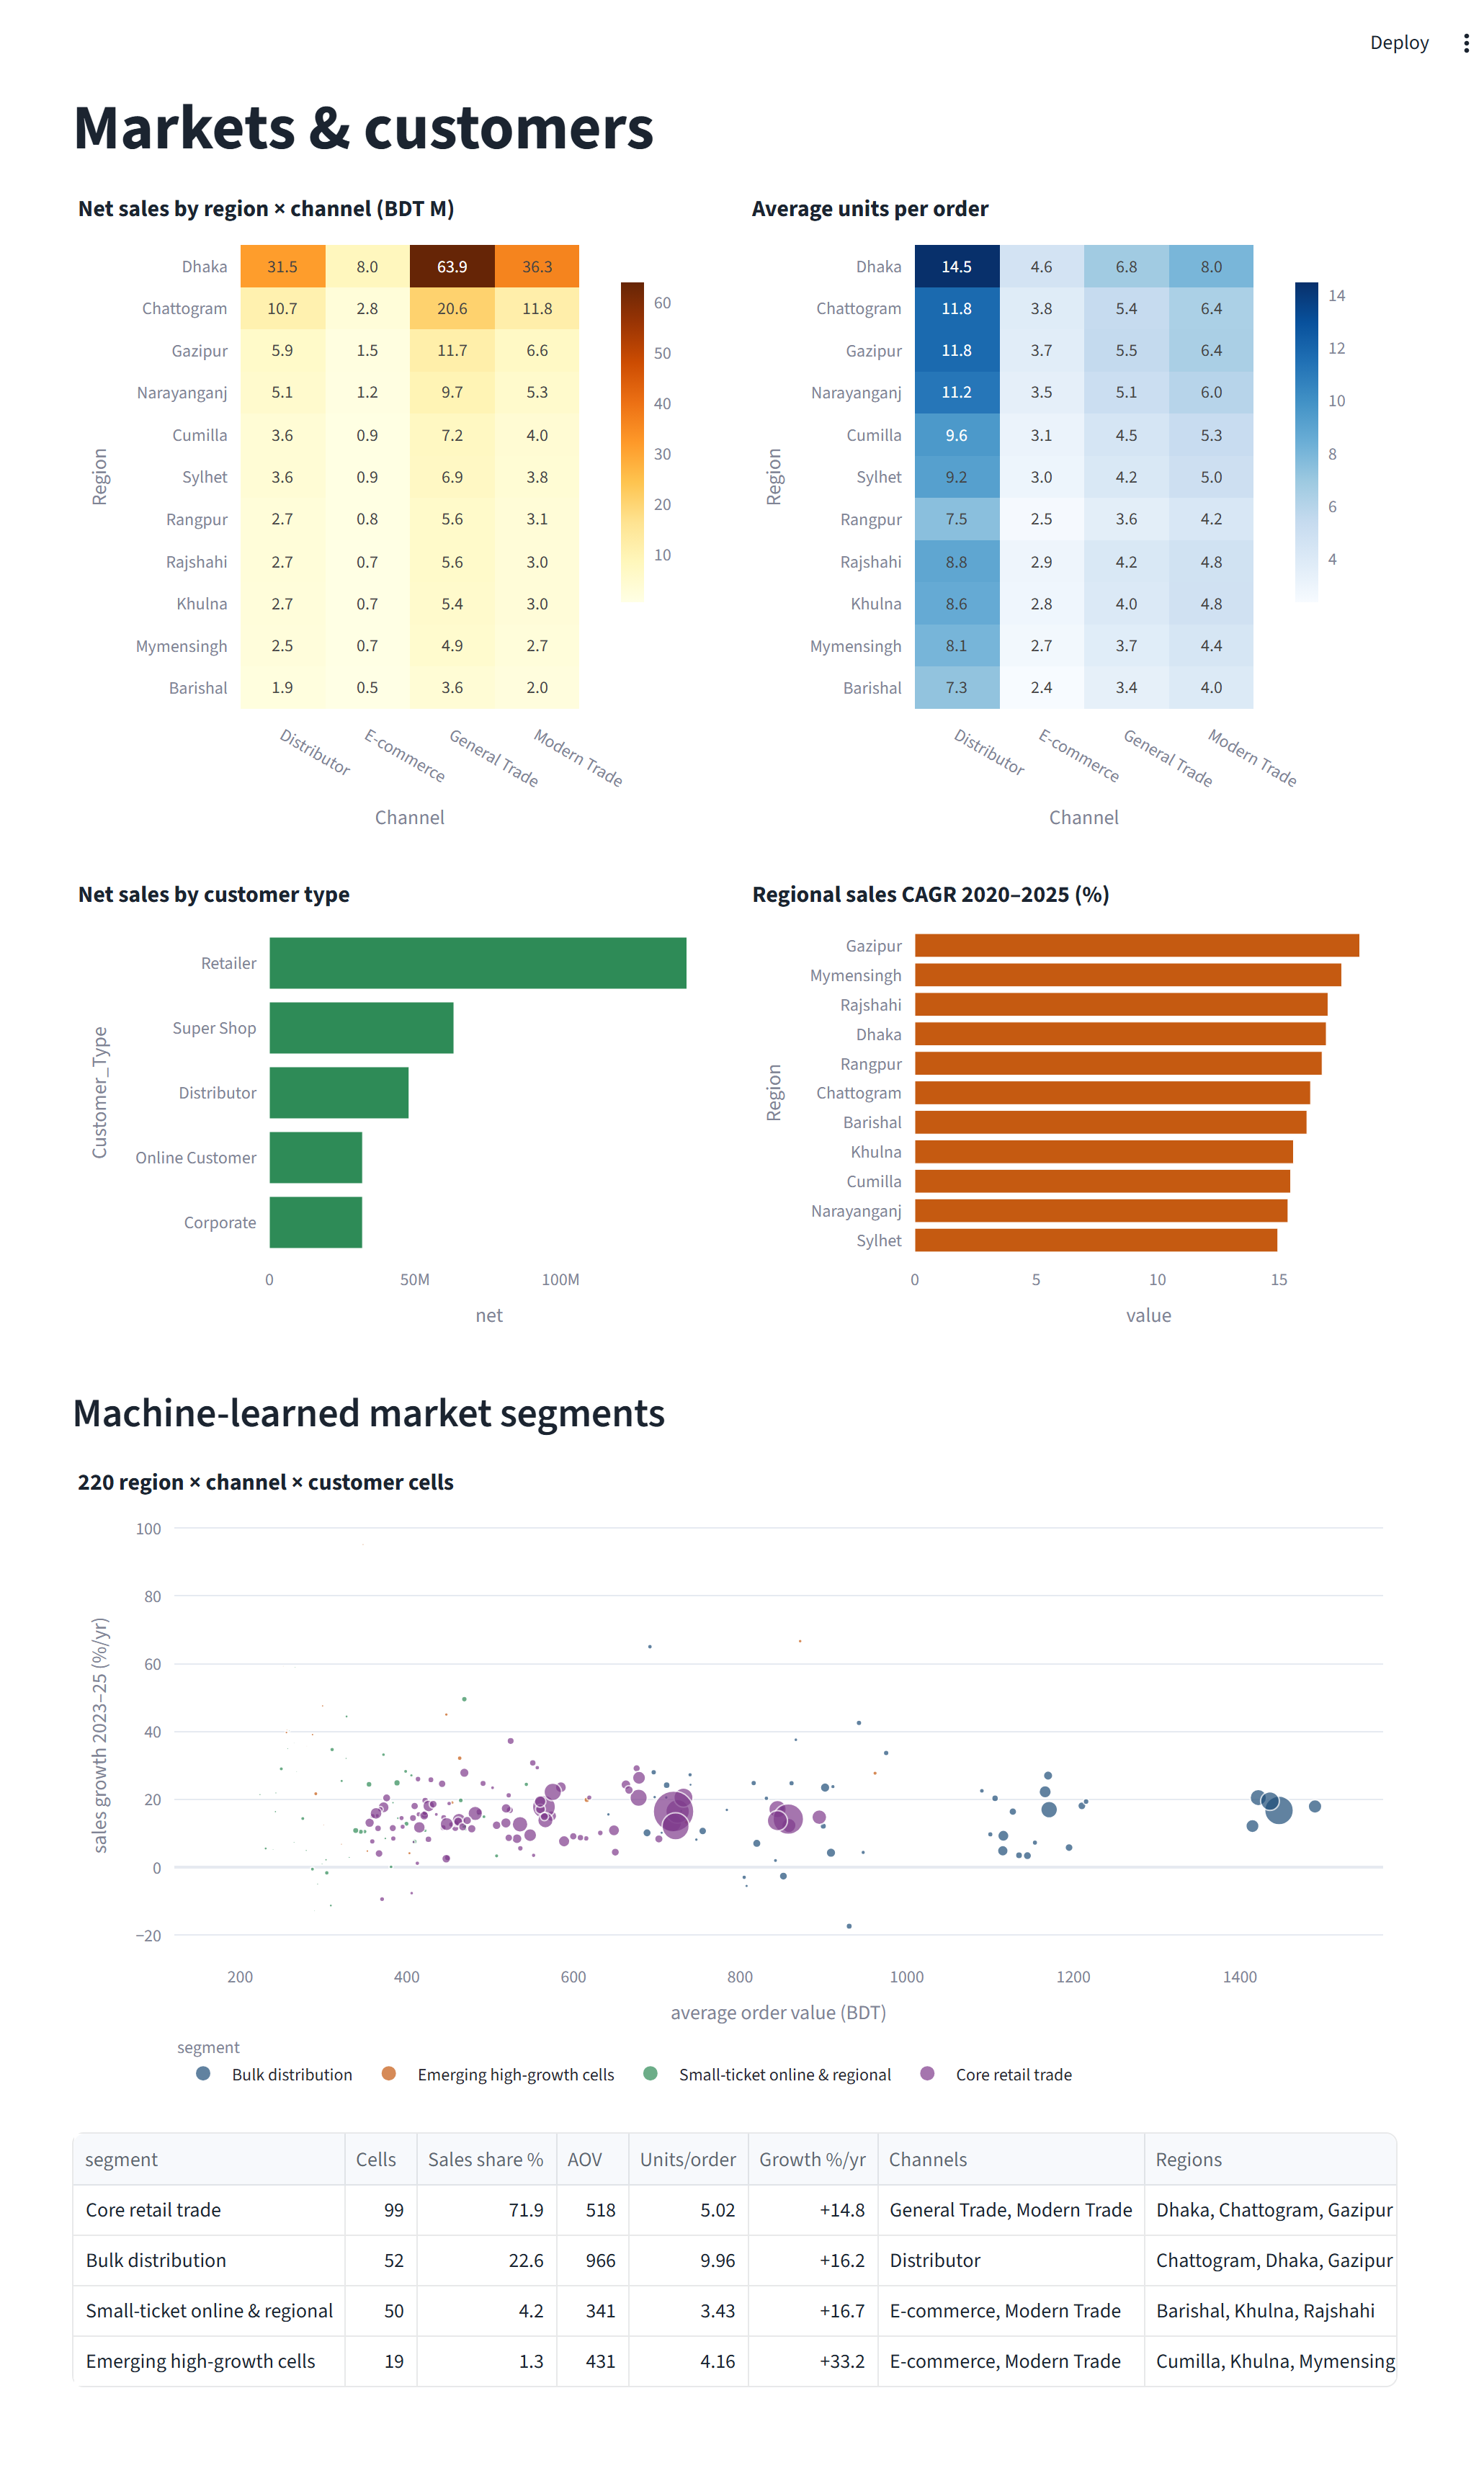 Deploy
Markets & customers
Net sales by region × channel (BDT M)
Region
Dhaka 31.5 8.0 63.9 36.3
Chattogram 10.7 2.8 20.6 11.8
Gazipur 5.9 1.5 11.7 6.6
Narayanganj 5.1 1.2 9.7 5.3
Cumilla 3.6 0.9 7.2 4.0
Sylhet 3.6 0.9 6.9 3.8
Rangpur 2.7 0.8 5.6 3.1
Rajshahi 2.7 0.7 5.6 3.0
Khulna 2.7 0.7 5.4 3.0
Mymensingh 2.5 0.7 4.9 2.7
Barishal 1.9 0.5 3.6 2.0
Distributor E-commerce General Trade Modern Trade
Channel
60
50
40
30
20
10
Average units per order
Region
Dhaka 14.5 4.6 6.8 8.0
Chattogram 11.8 3.8 5.4 6.4
Gazipur 11.8 3.7 5.5 6.4
Narayanganj 11.2 3.5 5.1 6.0
Cumilla 9.6 3.1 4.5 5.3
Sylhet 9.2 3.0 4.2 5.0
Rangpur 7.5 2.5 3.6 4.2
Rajshahi 8.8 2.9 4.2 4.8
Khulna 8.6 2.8 4.0 4.8
Mymensingh 8.1 2.7 3.7 4.4
Barishal 7.3 2.4 3.4 4.0
Distributor E-commerce General Trade Modern Trade
Channel
14
12
10
8
6
4
Net sales by customer type
Customer_Type
Retailer
Super Shop
Distributor
Online Customer
Corporate
0 50M 100M
net
Regional sales CAGR 2020–2025 (%)
Region
Gazipur
Mymensingh
Rajshahi
Dhaka
Rangpur
Chattogram
Barishal
Khulna
Cumilla
Narayanganj
Sylhet
0 5 10 15
value
Machine-learned market segments
220 region × channel × customer cells
sales growth 2023–25 (%/yr)
100
80
60
40
20
0
−20
200 400 600 800 1000 1200 1400
average order value (BDT)
segment
Bulk distribution Emerging high-growth cells Small-ticket online & regional Core retail trade
segment Cells Sales share % AOV Units/order Growth %/yr Channels Regions
Core retail trade 99 71.9 518 5.02 +14.8 General Trade, Modern Trade Dhaka, Chattogram, Gazipur
Bulk distribution 52 22.6 966 9.96 +16.2 Distributor Chattogram, Dhaka, Gazipur
Small-ticket online & regional 50 4.2 341 3.43 +16.7 E-commerce, Modern Trade Barishal, Khulna, Rajshahi
Emerging high-growth cells 19 1.3 431 4.16 +33.2 E-commerce, Modern Trade Cumilla, Khulna, Mymensing